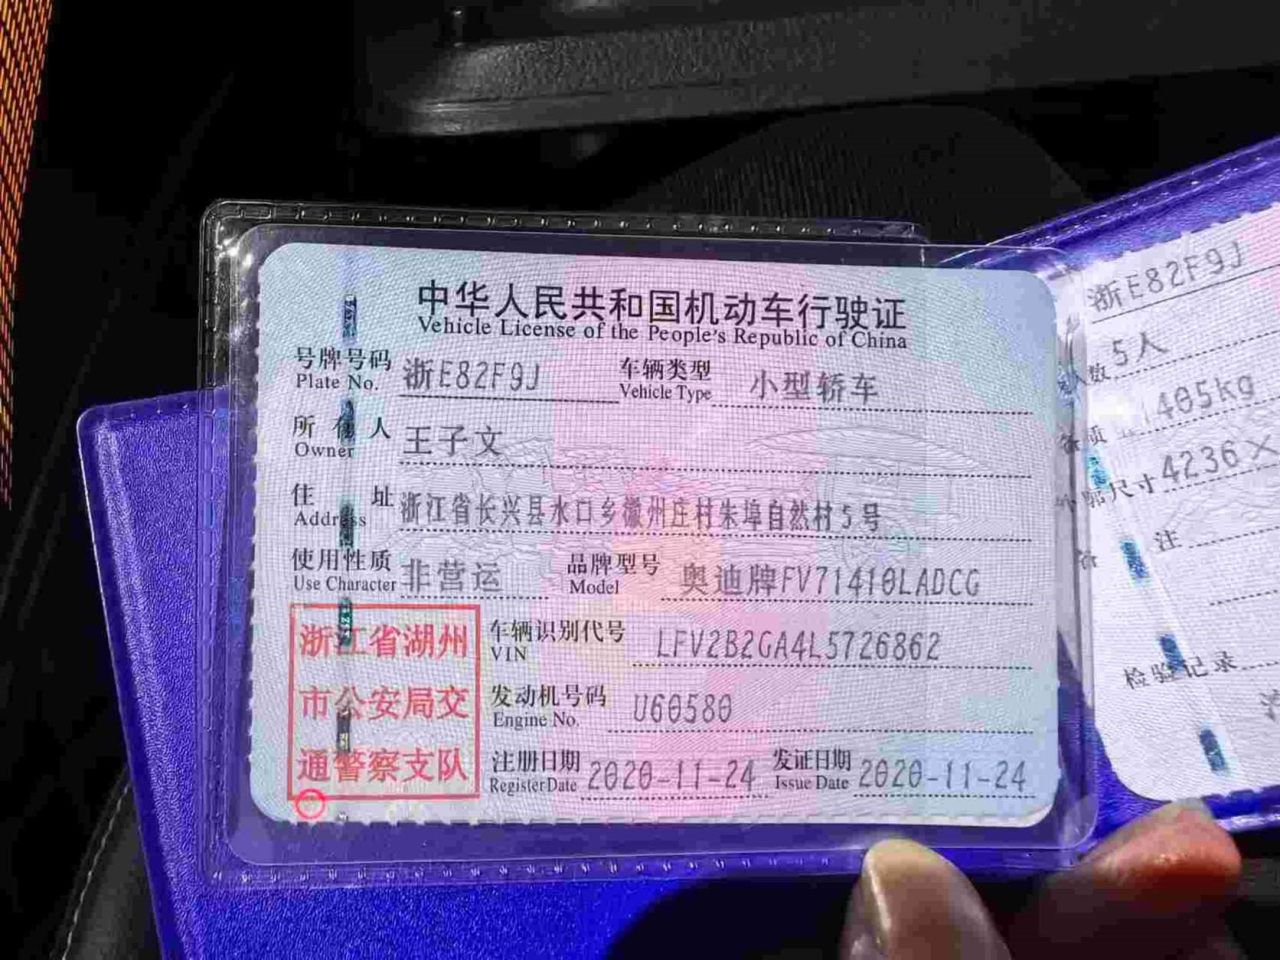 中华人民共和国机动车行驶证
Vehicle License of the People's Republic of China
号牌号码 浙E82F9J 车辆类型 小型轿车
Plate No. Vehicle Type
所有人 王子文
Owner
住址 浙江省长兴县水口乡徽州庄村朱埠自然村5号
Address
使用性质 非营运 品牌型号 奥迪牌FV71410LADCG
Use Character Model
浙江省湖州
市公安局交
通警察支队
车辆识别代号 LFV2B2GA4L5726862
VIN
发动机号码 U60580
Engine No.
注册日期 2020-11-24 发证日期 2020-11-24
Register Date Issue Date
浙E82F9J
人数 5人
质 1405kg
尺寸 4236×
注
检验记录